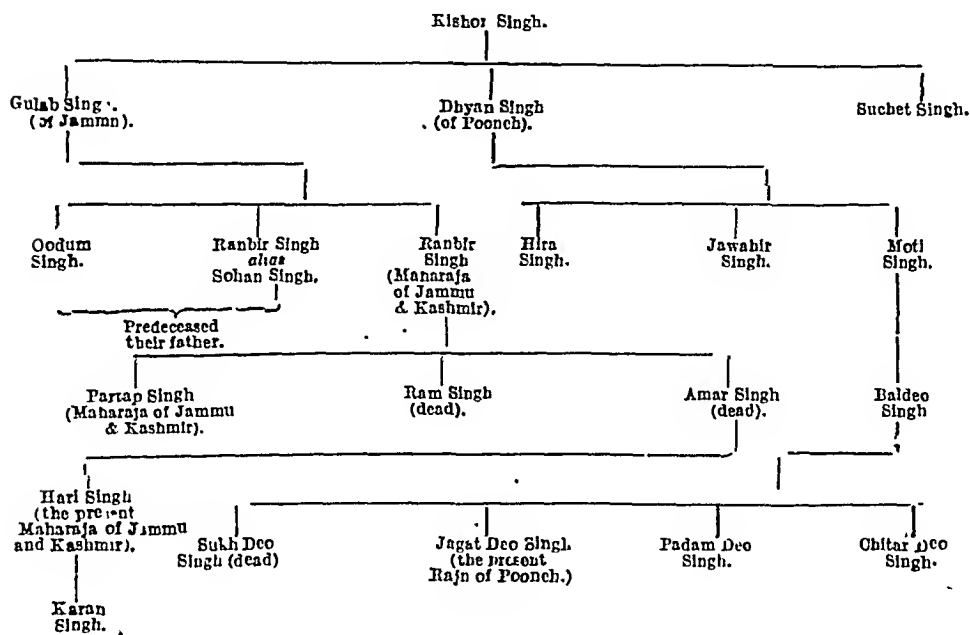 Kishor Singh.
Gulab Singh.
(of Jammu).
Dhyan Singh
(of Poonch).
Suchet Singh.
Oodum
Singh.
Ranbir Singh
alias
Sohan Singh.
Ranbir
Singh
(Maharaja
of Jammu
& Kashmir).
Hira
Singh.
Jawahir
Singh.
Moti
Singh.
Predeceased
their father.
Partap Singh
(Maharaja of Jammu
& Kashmir).
Ram Singh
(dead).
Amar Singh
(dead).
Baldeo
Singh
Hari Singh
(the present
Maharaja of Jammu
and Kashmir).
Sukh Deo
Singh (dead)
Jagat Deo Singh
(the present
Raja of Poonch.)
Padam Deo
Singh.
Chitar Deo
Singh.
Karan
Singh.